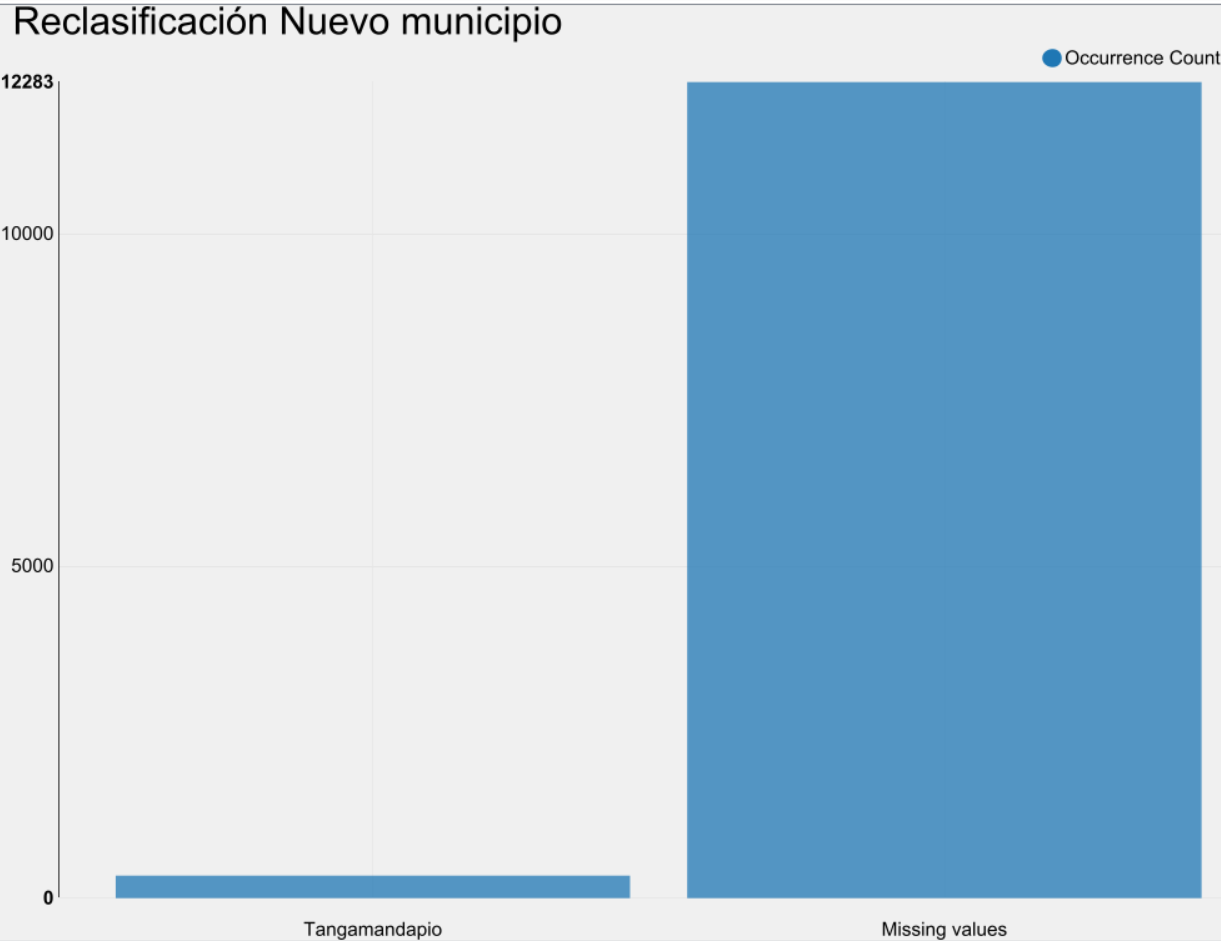 Reclasificación Nuevo municipio
Occurrence Count
12283
10000
5000
0
Tangamandapio
Missing values